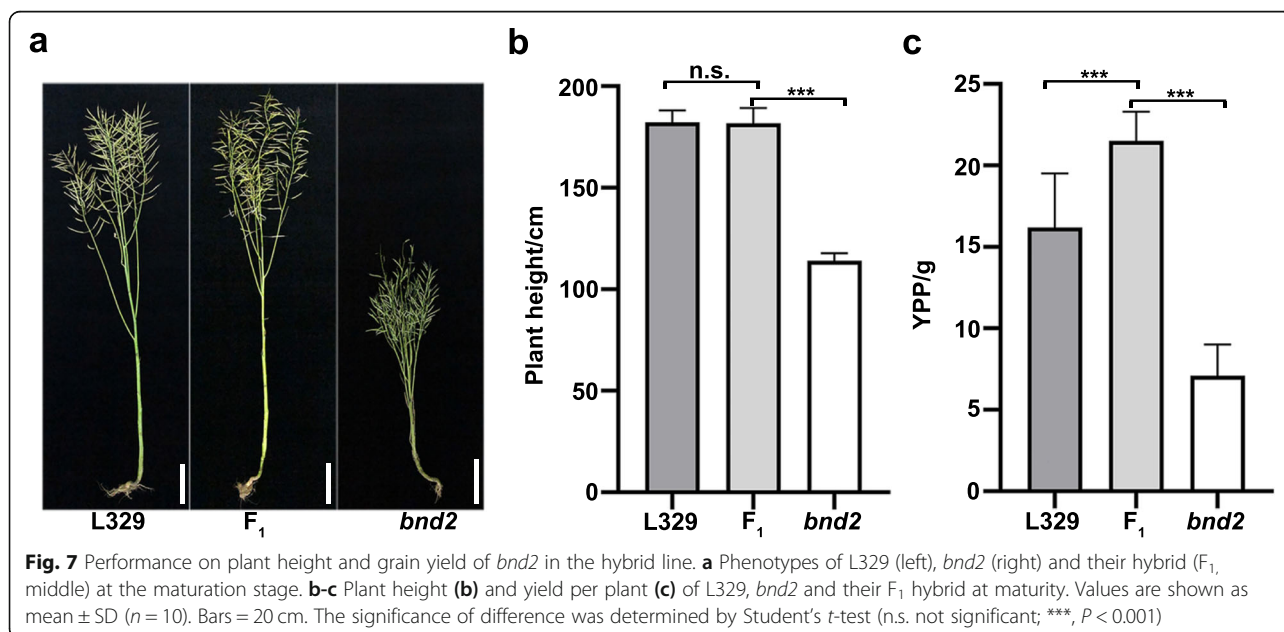 a
L329
F1
bnd2
b
Plant height/cm
200
150
100
50
0
n.s.
***
L329
F1
bnd2
c
YPP/g
25
20
15
10
5
0
***
***
L329
F1
bnd2
Fig. 7 Performance on plant height and grain yield of bnd2 in the hybrid line. a Phenotypes of L329 (left), bnd2 (right) and their hybrid (F1,
middle) at the maturation stage. b-c Plant height (b) and yield per plant (c) of L329, bnd2 and their F1 hybrid at maturity. Values are shown as
mean ± SD (n = 10). Bars = 20 cm. The significance of difference was determined by Student’s t-test (n.s. not significant; ***, P < 0.001)